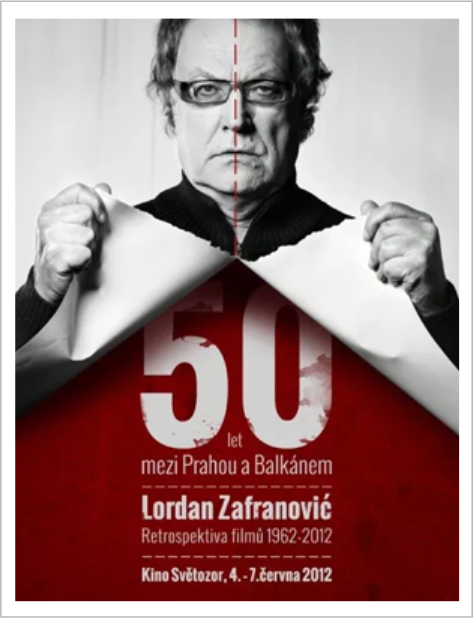 50
let
mezi Prahou a Balkánem
Lordan Zafranović
Retrospektiva filmů 1962-2012
Kino Světozor, 4. - 7. června 2012